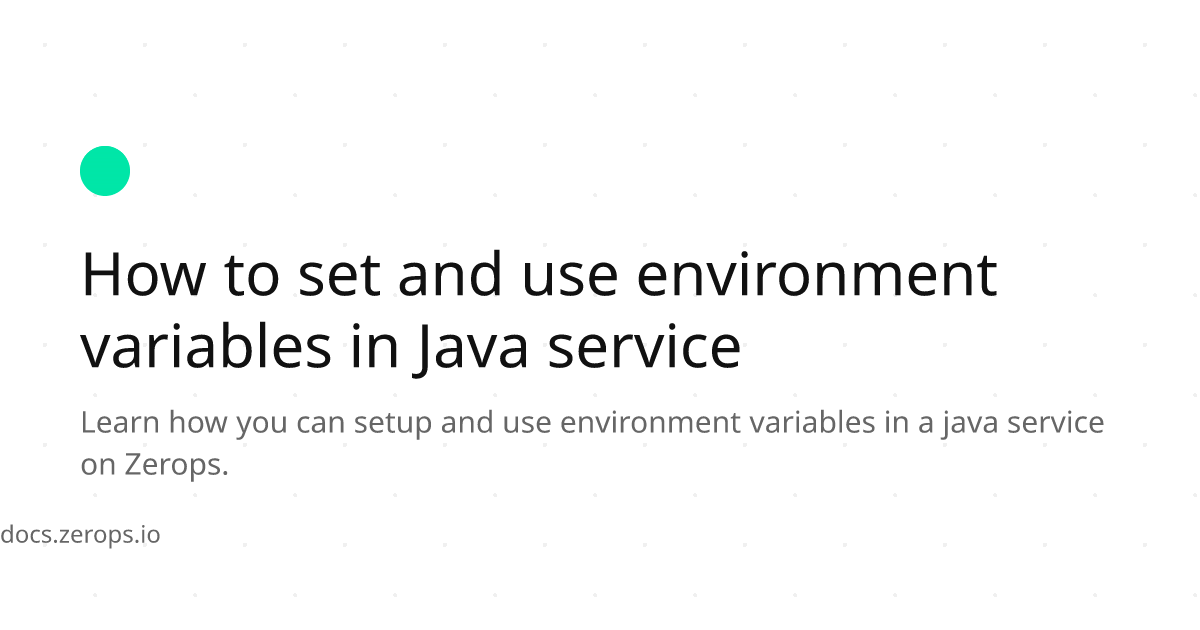 How to set and use environment
variables in Java service
Learn how you can setup and use environment variables in a java service
on Zerops.
docs.zerops.io